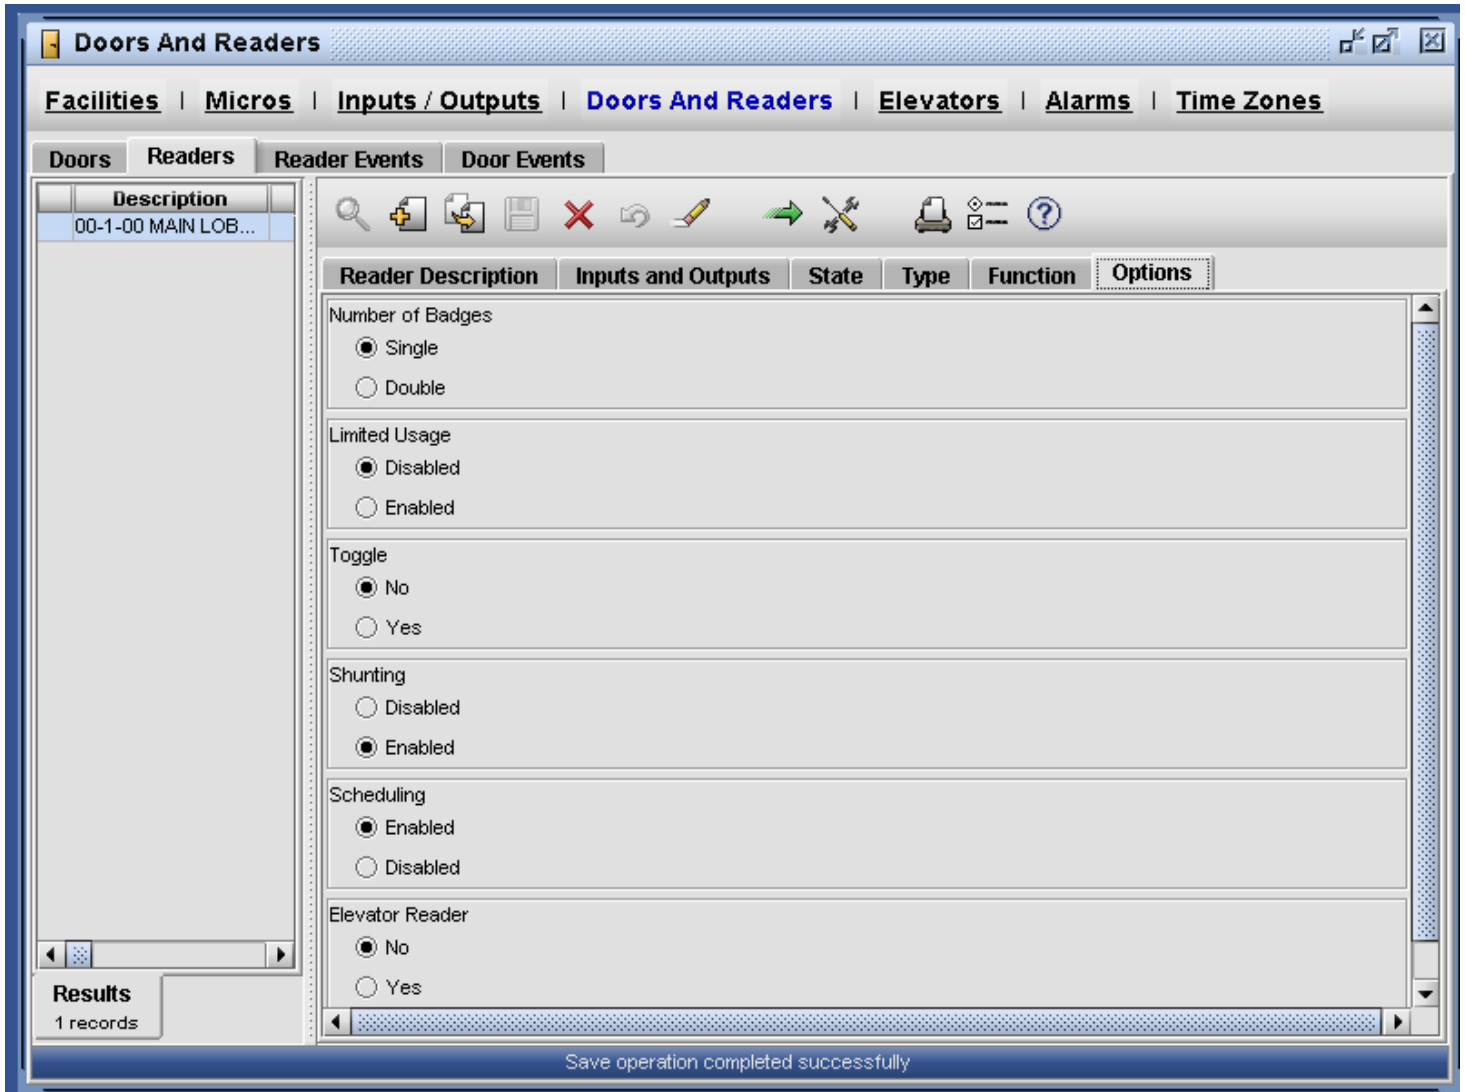 Doors And Readers
Facilities | Micros | Inputs / Outputs | Doors And Readers | Elevators | Alarms | Time Zones
Doors Readers Reader Events Door Events
Description
00-1-00 MAIN LOB...
Reader Description Inputs and Outputs State Type Function Options
Number of Badges
Single
Double
Limited Usage
Disabled
Enabled
Toggle
No
Yes
Shunting
Disabled
Enabled
Scheduling
Enabled
Disabled
Elevator Reader
No
Yes
Results
1 records
Save operation completed successfully